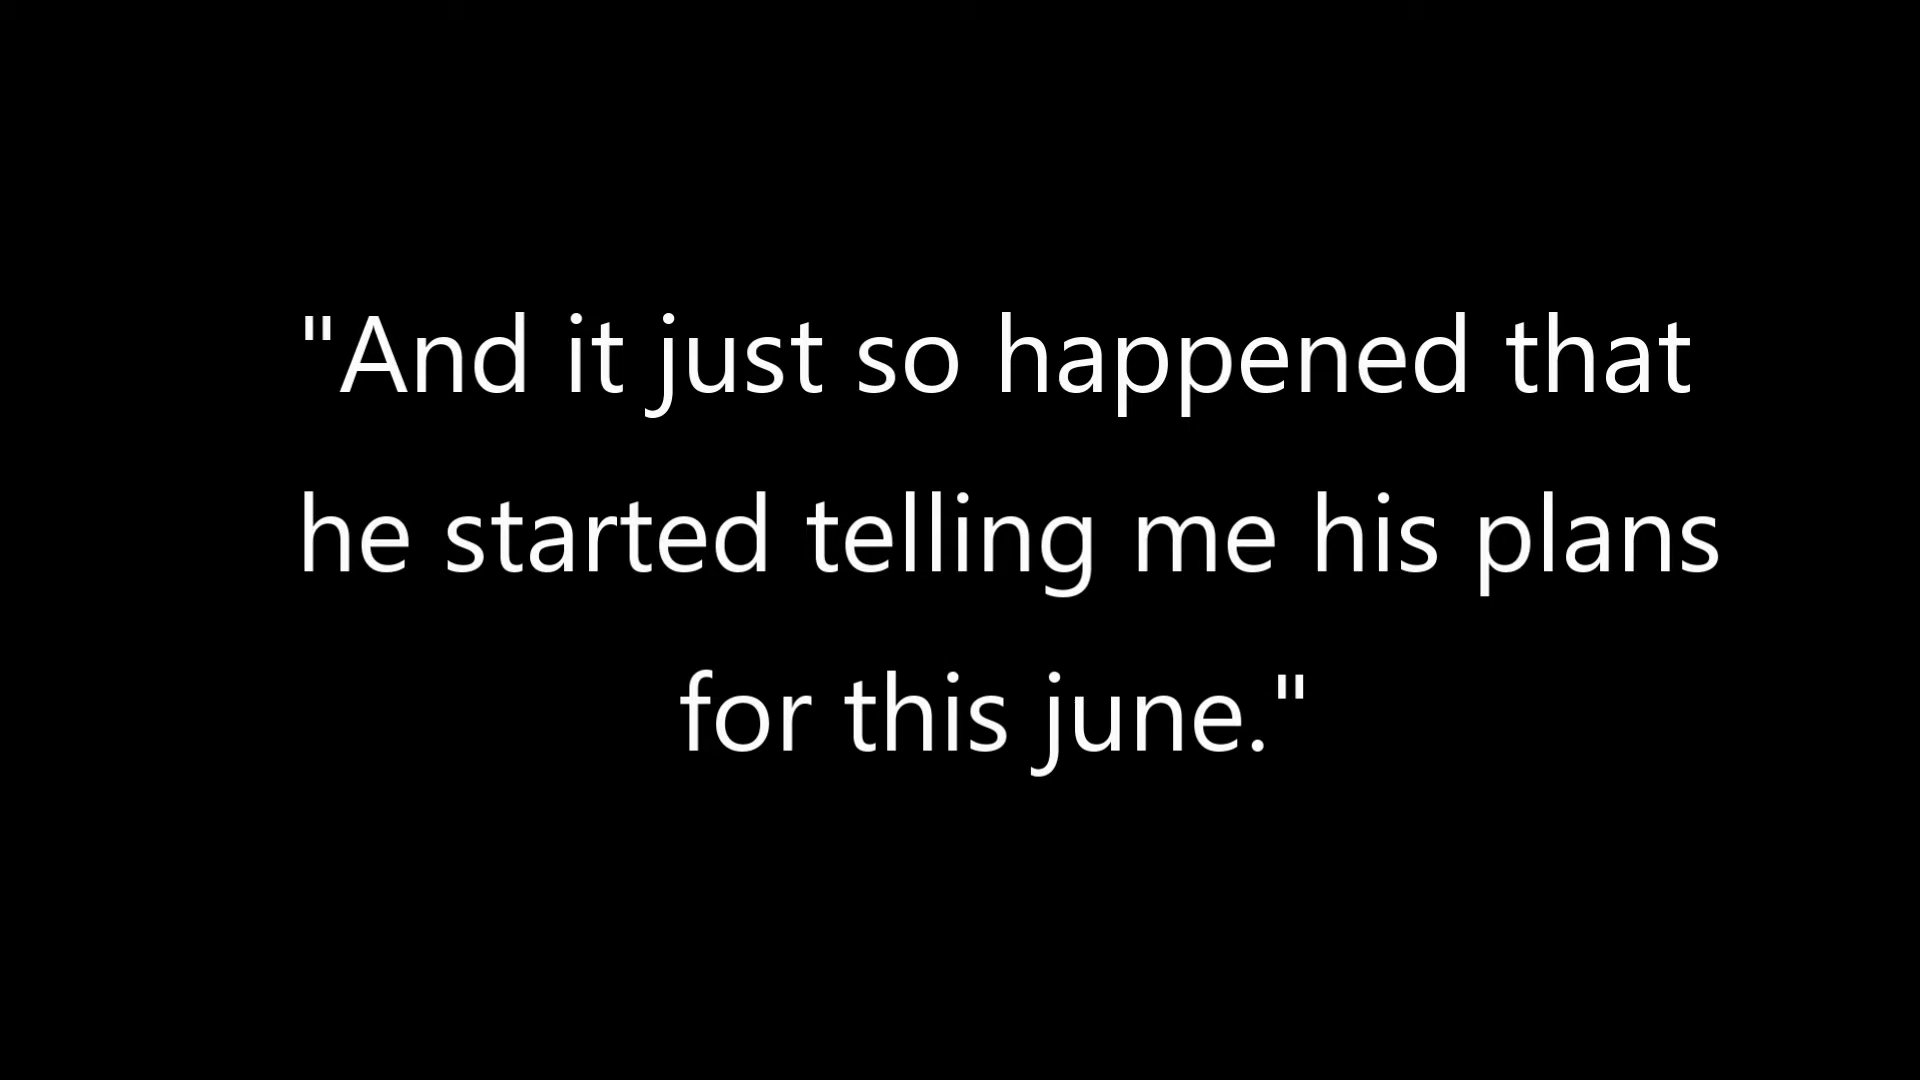 "And it just so happened that
he started telling me his plans
for this june."